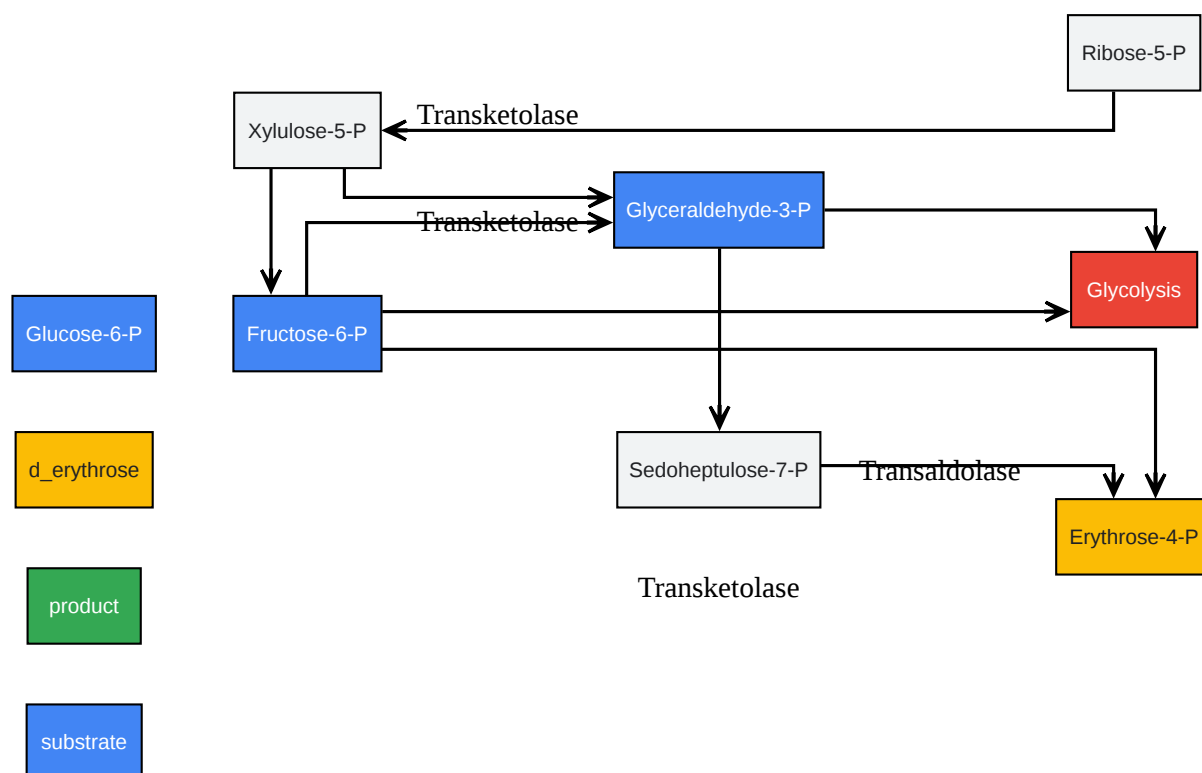 Ribose-5-P
Xylulose-5-P
Transketolase
Glyceraldehyde-3-P
Transketolase
Glycolysis
Glucose-6-P
Fructose-6-P
d_erythrose
Sedoheptulose-7-P
Transaldolase
Erythrose-4-P
Transketolase
product
substrate